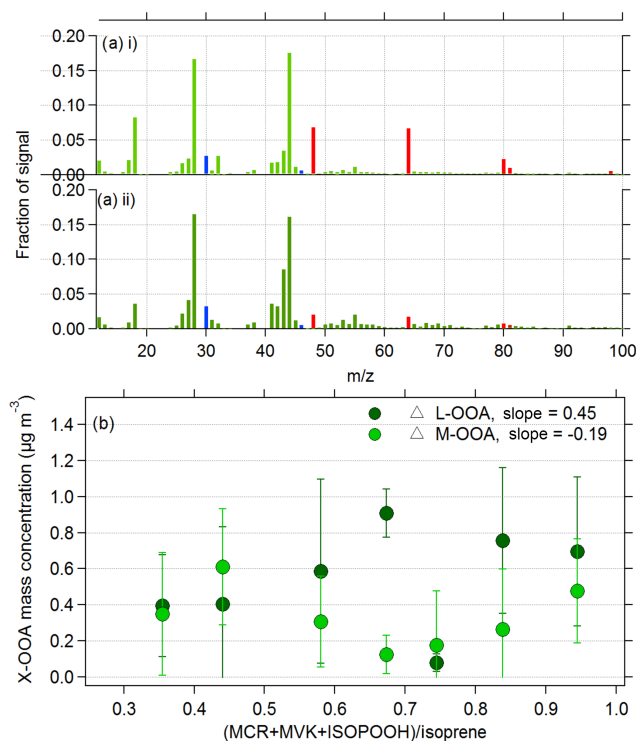 0.20
(a) i)
0.15
0.10
0.05
0.00
0.20
(a) ii)
0.15
0.10
0.05
0.00
Fraction of signal
20 30 40 50 60 70 80 90 100
m/z
(b)
△ L-OOA, slope = 0.45
△ M-OOA, slope = -0.19
1.4
1.2
1.0
0.8
0.6
0.4
0.2
0.0
X-OOA mass concentration (µg m⁻³)
0.3 0.4 0.5 0.6 0.7 0.8 0.9 1.0
(MCR+MVK+ISOPOOH)/isoprene